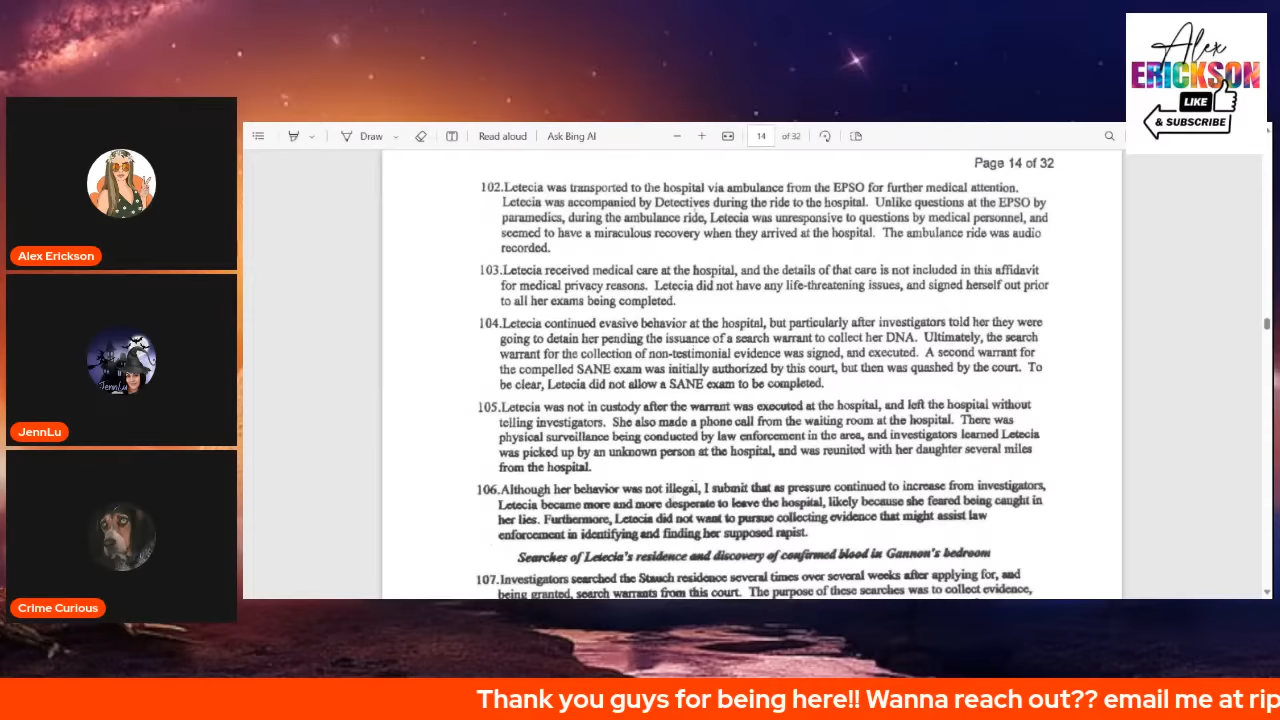 Alex
ERICKSON
LIKE
& SUBSCRIBE
Draw
Read aloud
Ask Bing AI
14
of 32
Page 14 of 32
102.Letecia was transported to the hospital via ambulance from the EPSO for further medical attention.
Letecia was accompanied by Detectives during the ride to the hospital. Unlike questions at the EPSO by
paramedics, during the ambulance ride, Letecia was unresponsive to questions by medical personnel, and
seemed to have a miraculous recovery when they arrived at the hospital. The ambulance ride was audio
recorded.
103.Letecia received medical care at the hospital, and the details of that care is not included in this affidavit
for medical privacy reasons. Letecia did not have any life-threatening issues, and signed herself out prior
to all her exams being completed.
104.Letecia continued evasive behavior at the hospital, but particularly after investigators told her they were
going to detain her pending the issuance of a search warrant to collect her DNA. Ultimately, the search
warrant for the collection of non-testimonial evidence was signed, and executed. A second warrant for
the compelled SANE exam was initially authorized by this court, but then was quashed by the court. To
be clear, Letecia did not allow a SANE exam to be completed.
105.Letecia was not in custody after the warrant was executed at the hospital, and left the hospital without
telling investigators. She also made a phone call from the waiting room at the hospital. There was
physical surveillance being conducted by law enforcement in the area, and investigators learned Letecia
was picked up by an unknown person at the hospital, and was reunited with her daughter several miles
from the hospital.
106.Although her behavior was not illegal, I submit that as pressure continued to increase from investigators,
Letecia became more and more desperate to leave the hospital, likely because she feared being caught in
her lies. Furthermore, Letecia did not want to pursue collecting evidence that might assist law
enforcement in identifying and finding her supposed rapist.
Searches of Letecia's residence and discovery of confirmed blood in Gannon's bedroom
107.Investigators searched the Stauch residence several times over several weeks after applying for, and
being granted, search warrants from this court. The purpose of these searches was to collect evidence,
Alex Erickson
JennLu
JennLu
Crime Curious
Thank you guys for being here!! Wanna reach out?? email me at rip